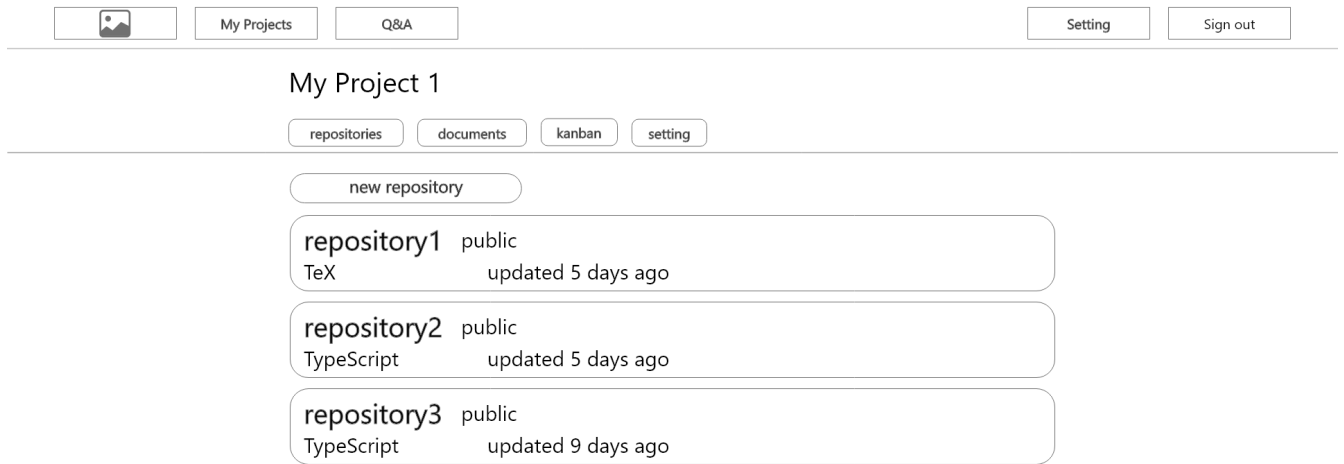 My Projects Q&A Setting Sign out
My Project 1
repositories documents kanban setting
new repository
repository1 public
TeX updated 5 days ago
repository2 public
TypeScript updated 5 days ago
repository3 public
TypeScript updated 9 days ago